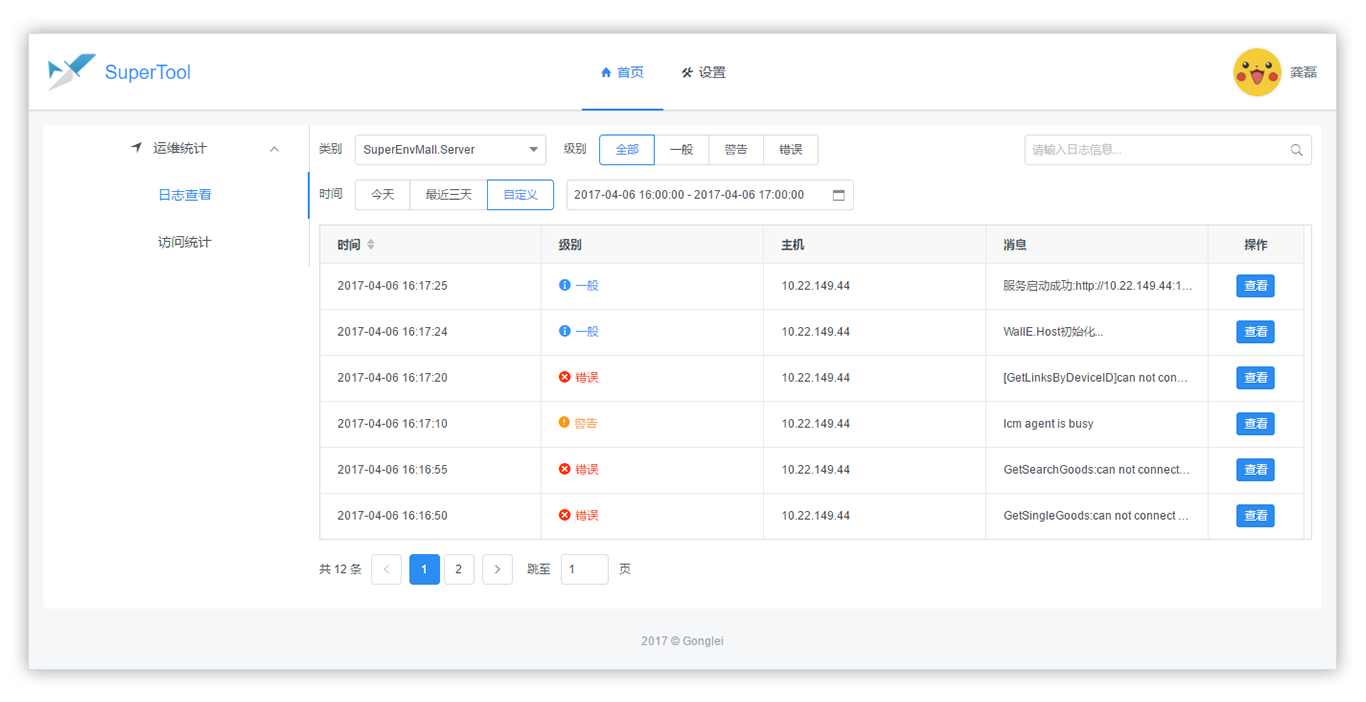 SuperTool 首页 设置 龚磊
运维统计
日志查看
访问统计
类别 SuperEnvMall.Server 级别 全部 一般 警告 错误 请输入日志信息...
时间 今天 最近三天 自定义 2017-04-06 16:00:00 - 2017-04-06 17:00:00
时间 级别 主机 消息 操作
2017-04-06 16:17:25 一般 10.22.149.44 服务启动成功:http://10.22.149.44:1... 查看
2017-04-06 16:17:24 一般 10.22.149.44 WallE.Host初始化... 查看
2017-04-06 16:17:20 错误 10.22.149.44 [GetLinksByDeviceID]can not con... 查看
2017-04-06 16:17:10 警告 10.22.149.44 Icm agent is busy 查看
2017-04-06 16:16:55 错误 10.22.149.44 GetSearchGoods:can not connect... 查看
2017-04-06 16:16:50 错误 10.22.149.44 GetSingleGoods:can not connect ... 查看
共 12 条 < 1 2 > 跳至 1 页
2017 © Gonglei